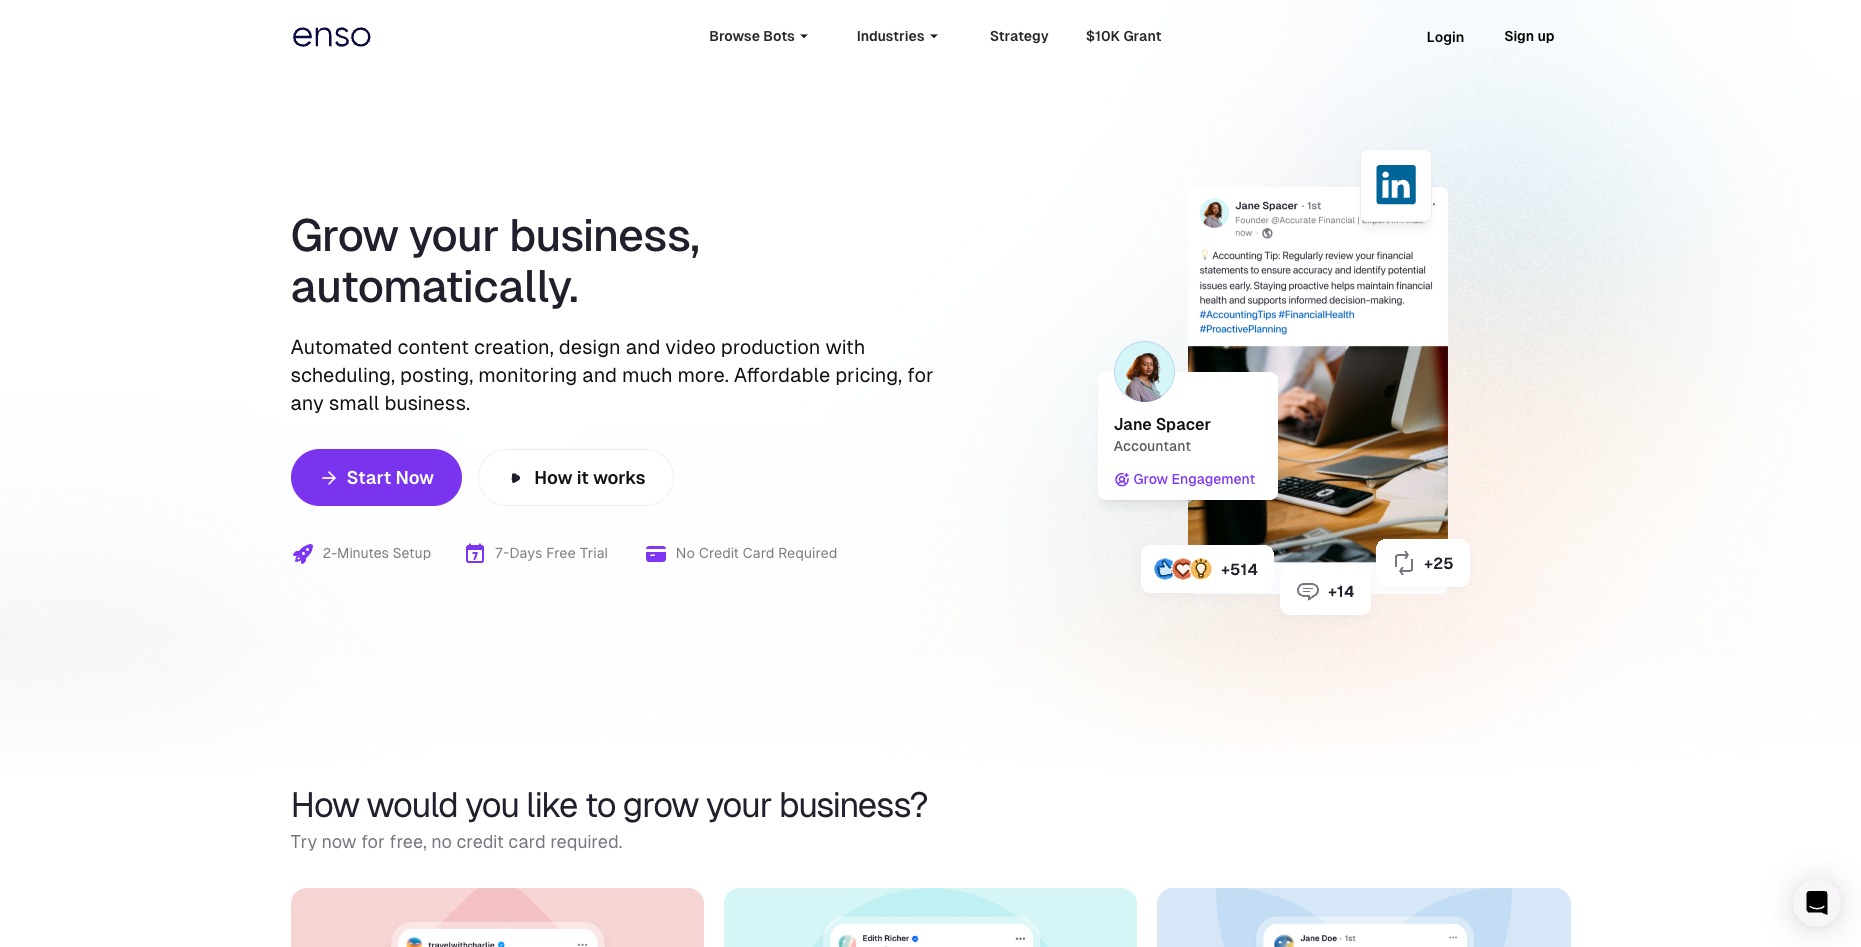 enso
Browse Bots
Industries
Strategy
$10K Grant
Login
Sign up
Grow your business,
automatically.
Automated content creation, design and video production with
scheduling, posting, monitoring and much more. Affordable pricing, for
any small business.
Start Now
How it works
2-Minutes Setup
7
7-Days Free Trial
No Credit Card Required
in
Jane Spacer · 1st
Founder @Accurate Financial |
now ·
Accounting Tip: Regularly review your financial
statements to ensure accuracy and identify potential
issues early. Staying proactive helps maintain financial
health and supports informed decision-making.
#AccountingTips #FinancialHealth
#ProactivePlanning
Jane Spacer
Accountant
Grow Engagement
+514
+14
+25
How would you like to grow your business?
Try now for free, no credit card required.
travelwithcharlie
Edith Richer
Jane Doe · 1st